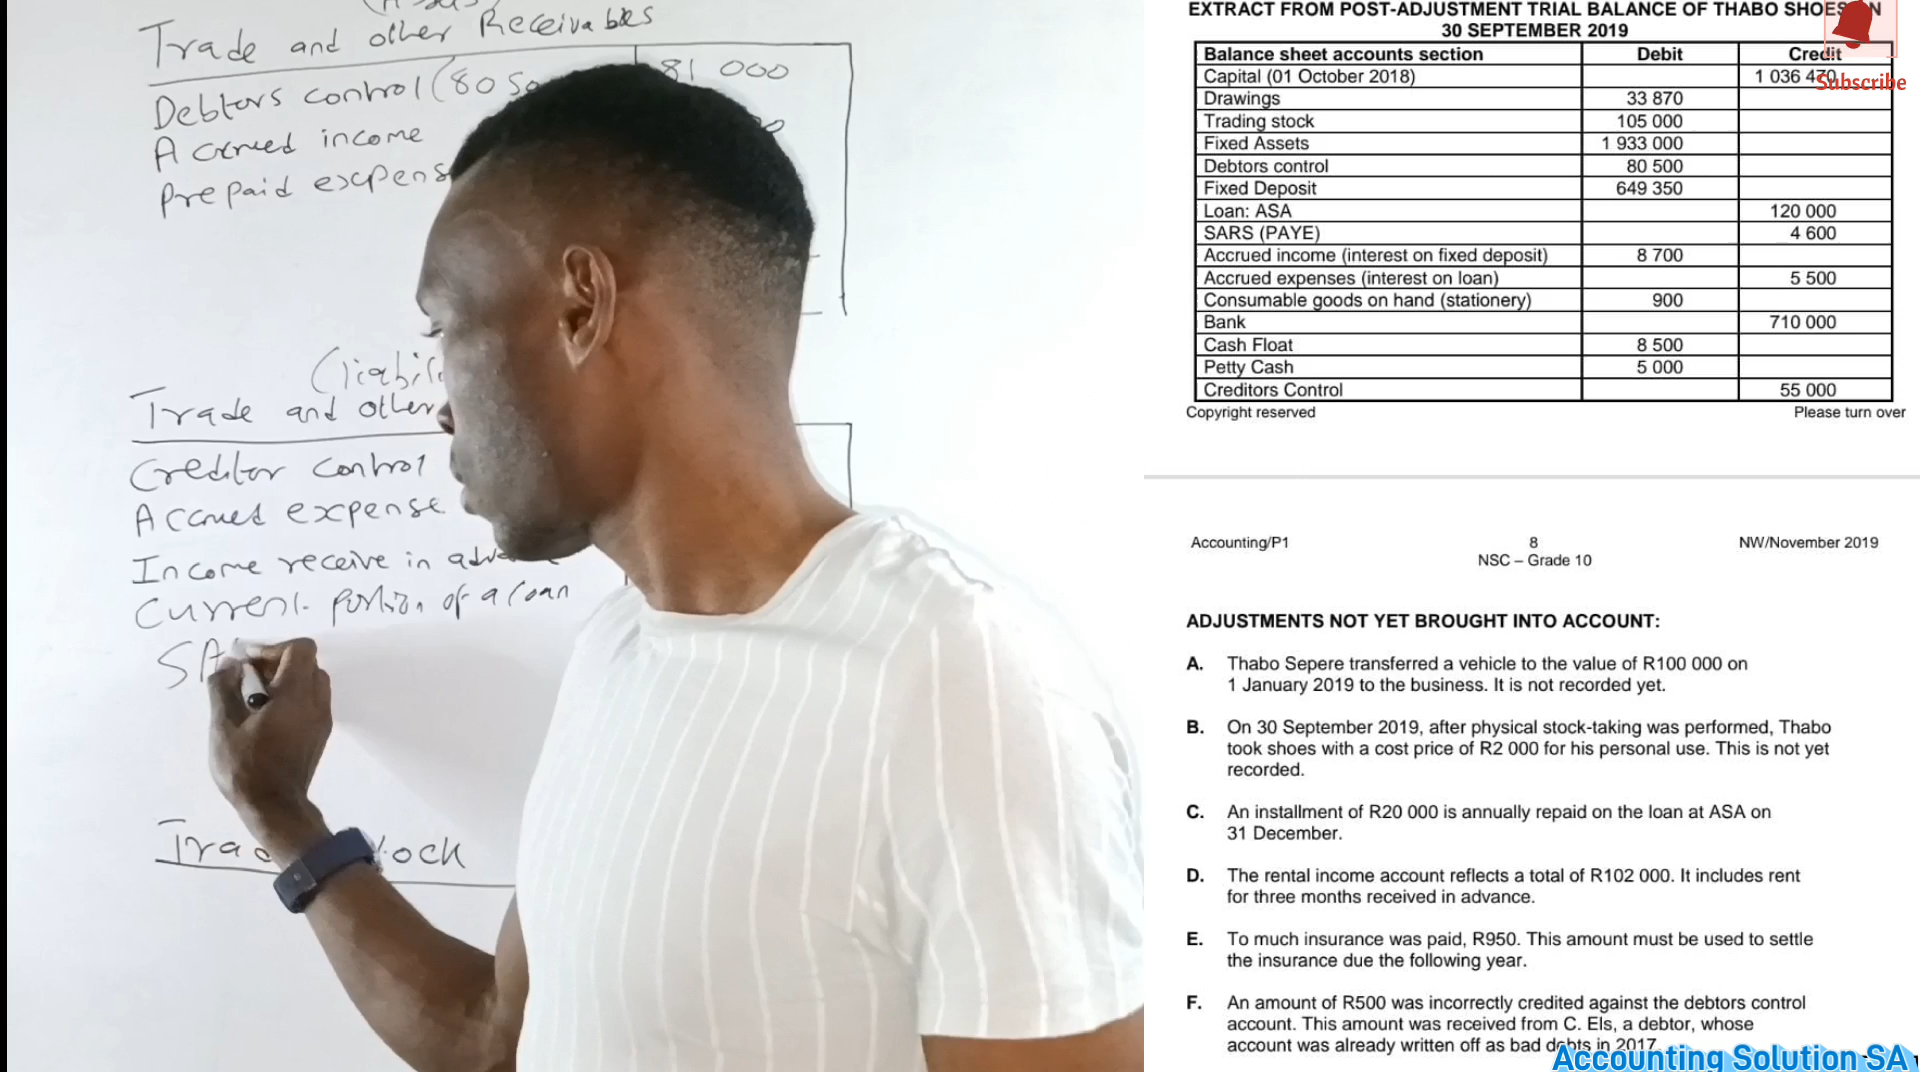 Trade and other Receivables
Debtors control (80 50
81 000
Accrued income
Prepaid expens
(liabili
Trade and other
Creditor control
Accrued expense
Income receive in adva
Current portion of a loan
SA
Trad ock
EXTRACT FROM POST-ADJUSTMENT TRIAL BALANCE OF THABO SHOES ON
30 SEPTEMBER 2019
Balance sheet accounts section Debit Credit
Capital (01 October 2018) 1 036 470
Subscribe
Drawings 33 870
Trading stock 105 000
Fixed Assets 1 933 000
Debtors control 80 500
Fixed Deposit 649 350
Loan: ASA 120 000
SARS (PAYE) 4 600
Accrued income (interest on fixed deposit) 8 700
Accrued expenses (interest on loan) 5 500
Consumable goods on hand (stationery) 900
Bank 710 000
Cash Float 8 500
Petty Cash 5 000
Creditors Control 55 000
Copyright reserved Please turn over
Accounting/P1 8 NW/November 2019
NSC – Grade 10
ADJUSTMENTS NOT YET BROUGHT INTO ACCOUNT:
A. Thabo Sepere transferred a vehicle to the value of R100 000 on
1 January 2019 to the business. It is not recorded yet.
B. On 30 September 2019, after physical stock-taking was performed, Thabo
took shoes with a cost price of R2 000 for his personal use. This is not yet
recorded.
C. An installment of R20 000 is annually repaid on the loan at ASA on
31 December.
D. The rental income account reflects a total of R102 000. It includes rent
for three months received in advance.
E. To much insurance was paid, R950. This amount must be used to settle
the insurance due the following year.
F. An amount of R500 was incorrectly credited against the debtors control
account. This amount was received from C. Els, a debtor, whose
account was already written off as bad debts in 2017.
Accounting Solution SA